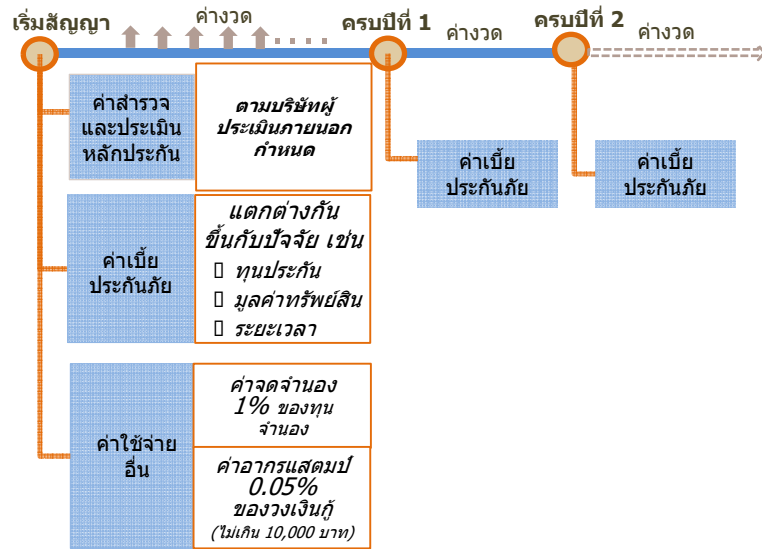 เริ่มสัญญา
ค่างวด
ครบปีที่ 1
ค่างวด
ครบปีที่ 2
ค่างวด
ค่าสำรวจ
และประเมิน
หลักประกัน
ตามบริษัทผู้
ประเมินภายนอก
กำหนด
ค่าเบี้ย
ประกันภัย
ค่าเบี้ย
ประกันภัย
ค่าเบี้ย
ประกันภัย
แตกต่างกัน
ขึ้นกับปัจจัย เช่น
ทุนประกัน
มูลค่าทรัพย์สิน
ระยะเวลา
ค่าใช้จ่าย
อื่น
ค่าจดจำนอง
1% ของทุน
จำนอง
ค่าอากรแสตมป์
0.05%
ของวงเงินกู้
(ไม่เกิน 10,000 บาท)